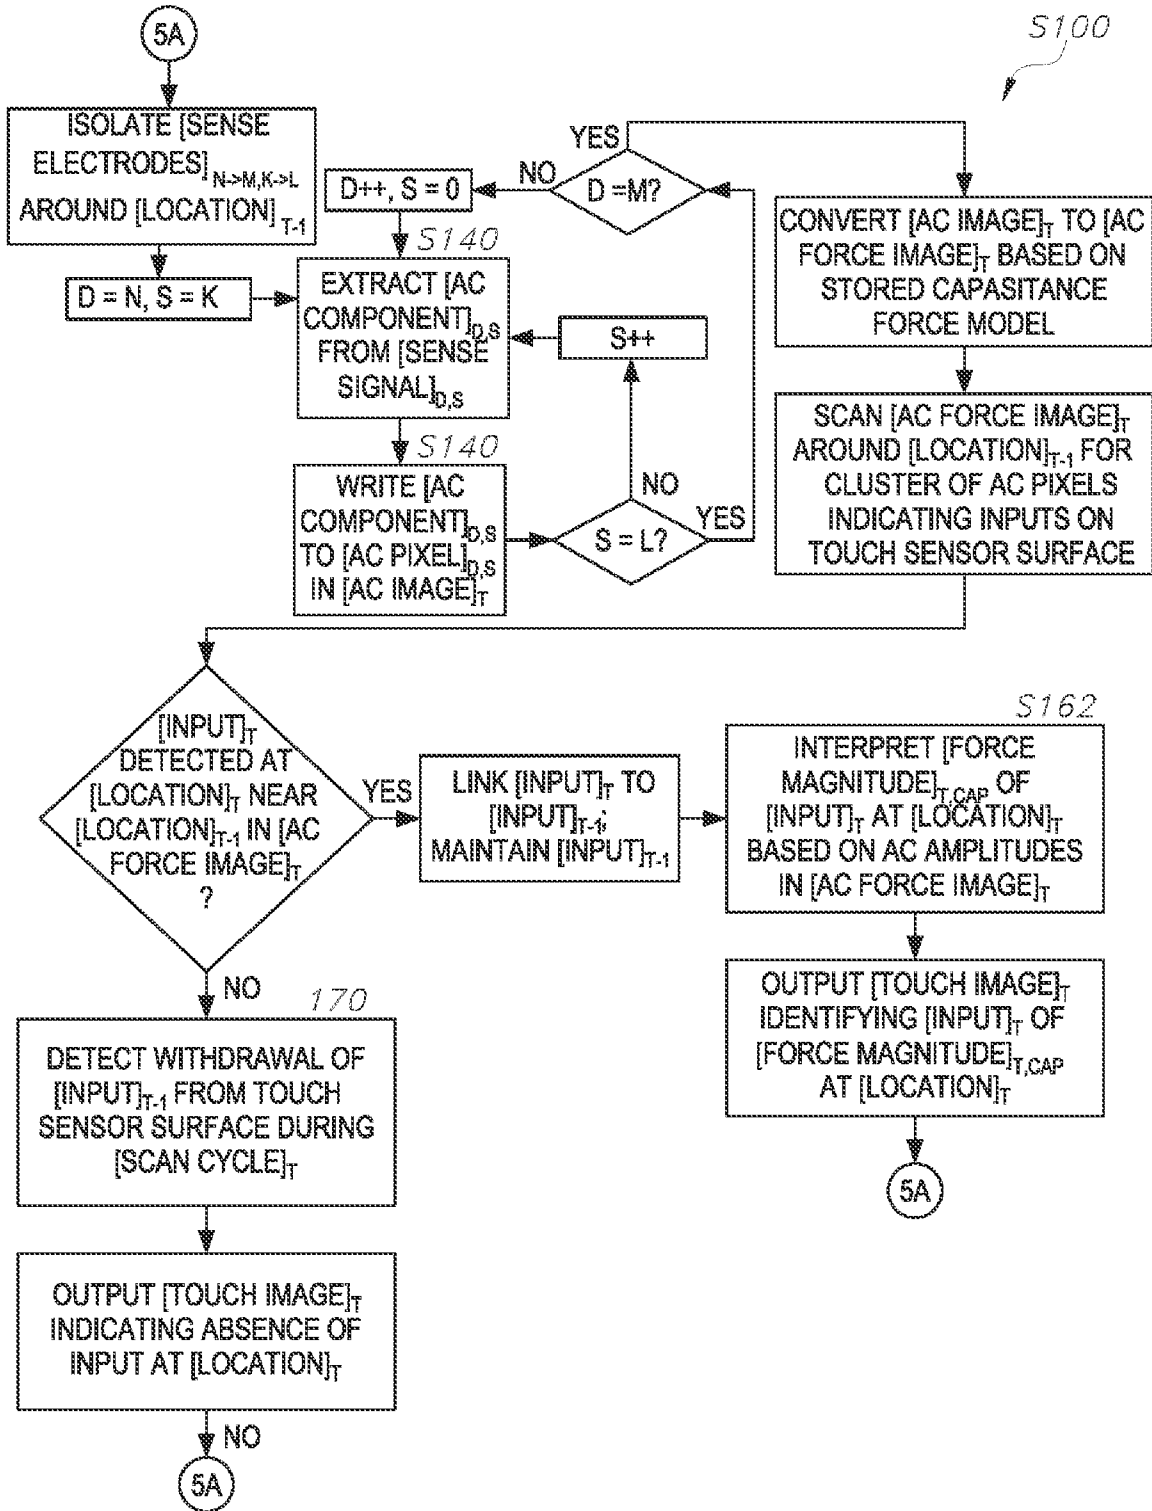 5A
S100
ISOLATE [SENSE
ELECTRODES]N->M,K->L
AROUND [LOCATION]T-1
D = N, S = K
D++, S = 0
NO
D =M?
YES
S140
EXTRACT [AC
COMPONENT]D,S
FROM [SENSE
SIGNAL]D,S
S++
S140
WRITE [AC
COMPONENT]D,S
TO [AC PIXEL]D,S
IN [AC IMAGE]T
NO
S = L?
YES
CONVERT [AC IMAGE]T TO [AC
FORCE IMAGE]T BASED ON
STORED CAPASITANCE
FORCE MODEL
SCAN [AC FORCE IMAGE]T
AROUND [LOCATION]T-1 FOR
CLUSTER OF AC PIXELS
INDICATING INPUTS ON
TOUCH SENSOR SURFACE
[INPUT]T
DETECTED AT
[LOCATION]T NEAR
[LOCATION]T-1 IN [AC
FORCE IMAGE]T
?
YES
LINK [INPUT]T TO
[INPUT]T-1;
MAINTAIN [INPUT]T-1
S162
INTERPRET [FORCE
MAGNITUDE]T,CAP OF
[INPUT]T AT [LOCATION]T
BASED ON AC AMPLITUDES
IN [AC FORCE IMAGE]T
OUTPUT [TOUCH IMAGE]T
IDENTIFYING [INPUT]T OF
[FORCE MAGNITUDE]T,CAP
AT [LOCATION]T
5A
NO
170
DETECT WITHDRAWAL OF
[INPUT]T-1 FROM TOUCH
SENSOR SURFACE DURING
[SCAN CYCLE]T
OUTPUT [TOUCH IMAGE]T
INDICATING ABSENCE OF
INPUT AT [LOCATION]T
NO
5A